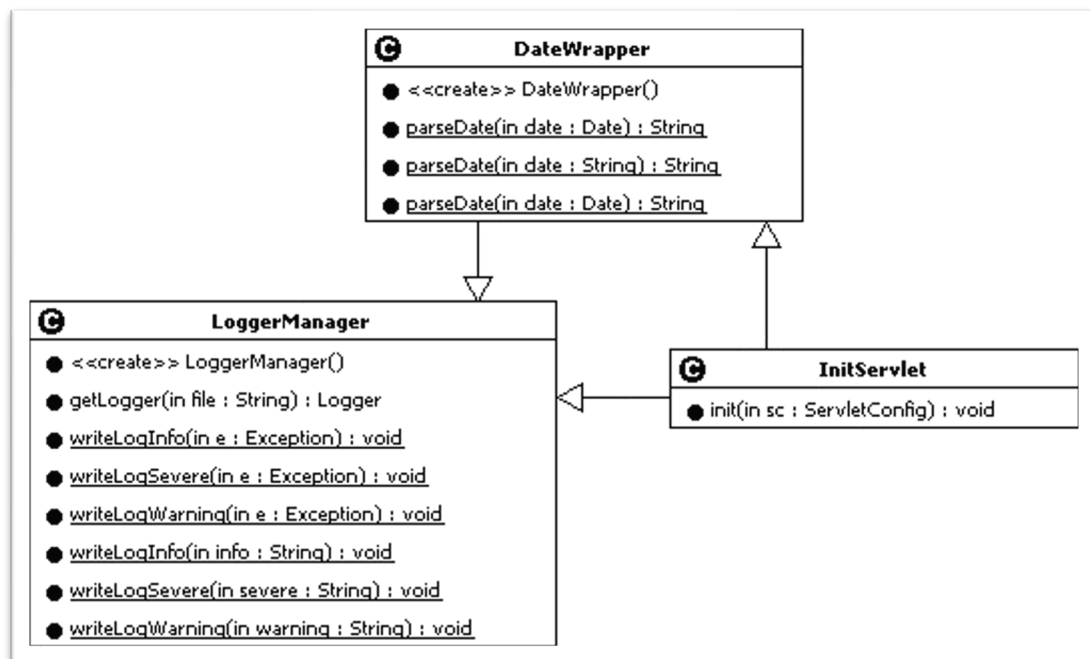 C DateWrapper
<<create>> DateWrapper()
parseDate(in date : Date) : String
parseDate(in date : String) : String
parseDate(in date : Date) : String
C LoggerManager
<<create>> LoggerManager()
getLogger(in file : String) : Logger
writeLogInfo(in e : Exception) : void
writeLogSevere(in e : Exception) : void
writeLogWarning(in e : Exception) : void
writeLogInfo(in info : String) : void
writeLogSevere(in severe : String) : void
writeLogWarning(in warning : String) : void
C InitServlet
init(in sc : ServletConfig) : void